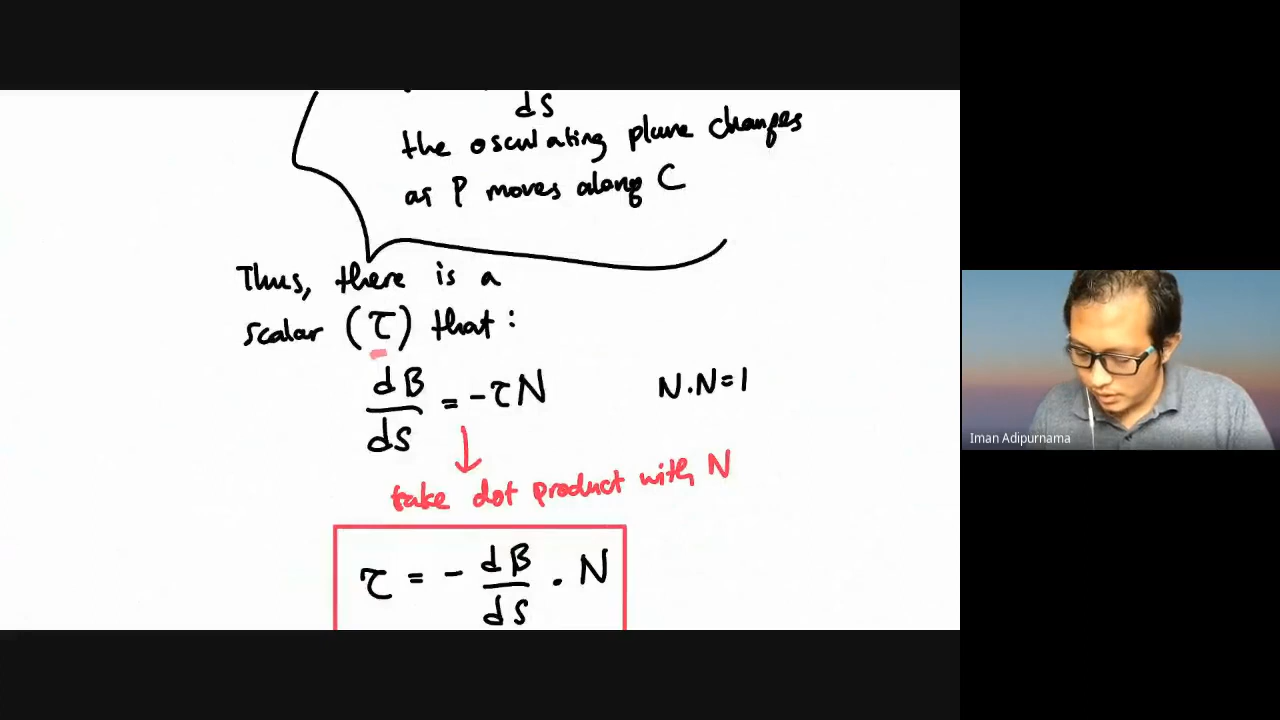 dS
the osculating plane changes
as P moves along C
Thus, there is a
scalar (τ) that :
dB/dS = -τN
N.N=1
take dot product with N
τ = - dB/dS . N
Iman Adipurnama